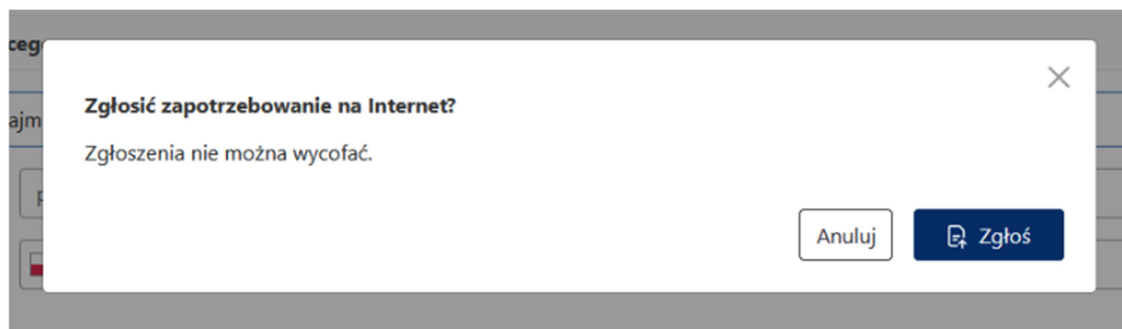 Zgłosić zapotrzebowanie na Internet?
Zgłoszenia nie można wycofać.
Anuluj
Zgłoś